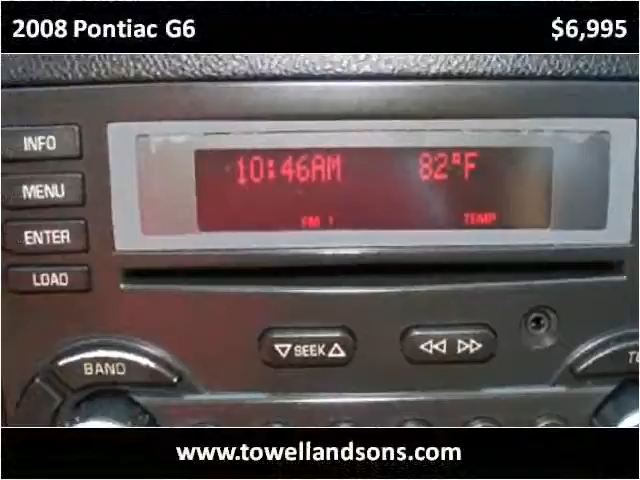 2008 Pontiac G6
$6,995
INFO
10:46AM 82°F
MENU
FM 1 TEMP
ENTER
LOAD
SEEK
BAND
www.towellandsons.com